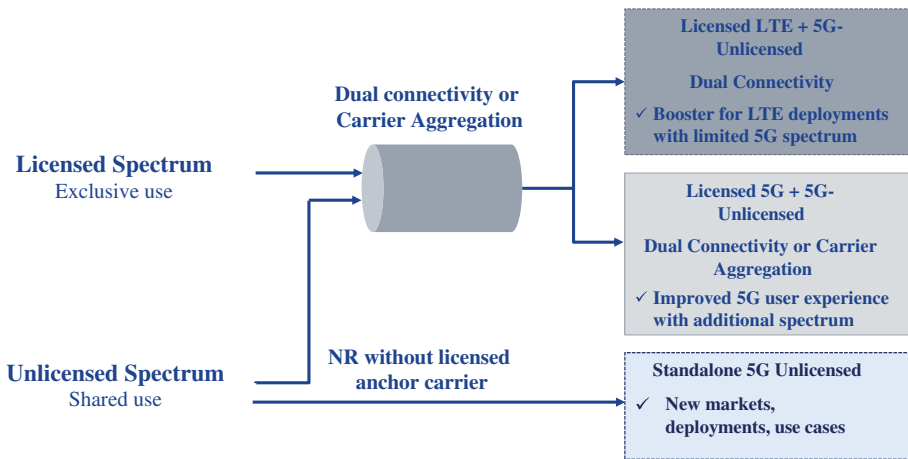 Licensed Spectrum
Exclusive use
Unlicensed Spectrum
Shared use
Dual connectivity or
Carrier Aggregation
NR without licensed
anchor carrier
Licensed LTE + 5G-
Unlicensed
Dual Connectivity
✓ Booster for LTE deployments
with limited 5G spectrum
Licensed 5G + 5G-
Unlicensed
Dual Connectivity or Carrier
Aggregation
✓ Improved 5G user experience
with additional spectrum
Standalone 5G Unlicensed
✓ New markets,
deployments, use cases